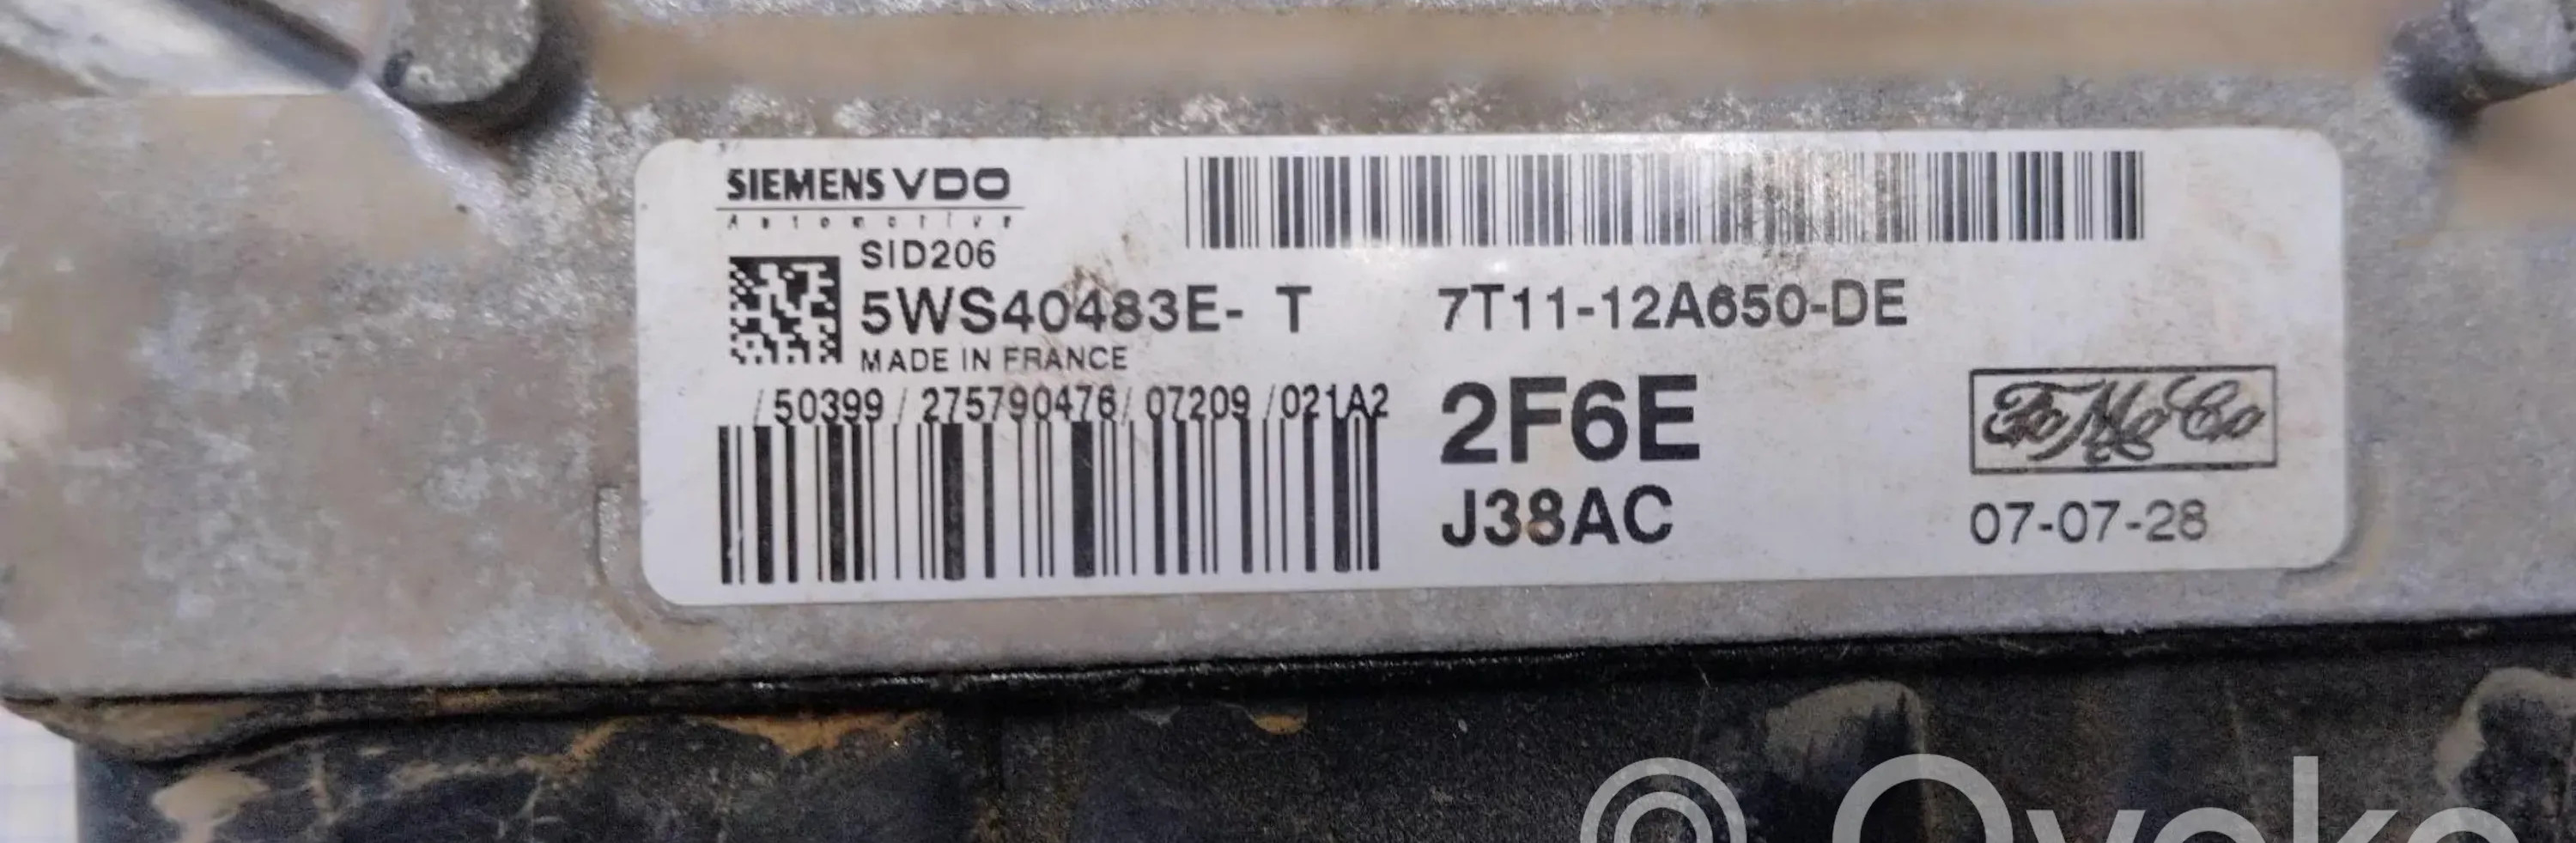 SIEMENS VDO
Automotive
SID206
5WS40483E- T 7T11-12A650-DE
MADE IN FRANCE
/50399/275790476/07209/021A2
2F6E
FoMoCo
J38AC
07-07-28
Ovoko